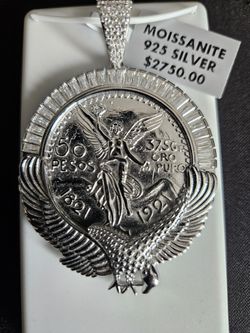 MOISSANITE
925 SILVER
$2750.00
50
PESOS
37.5G
ORO
PURO
1821
1921